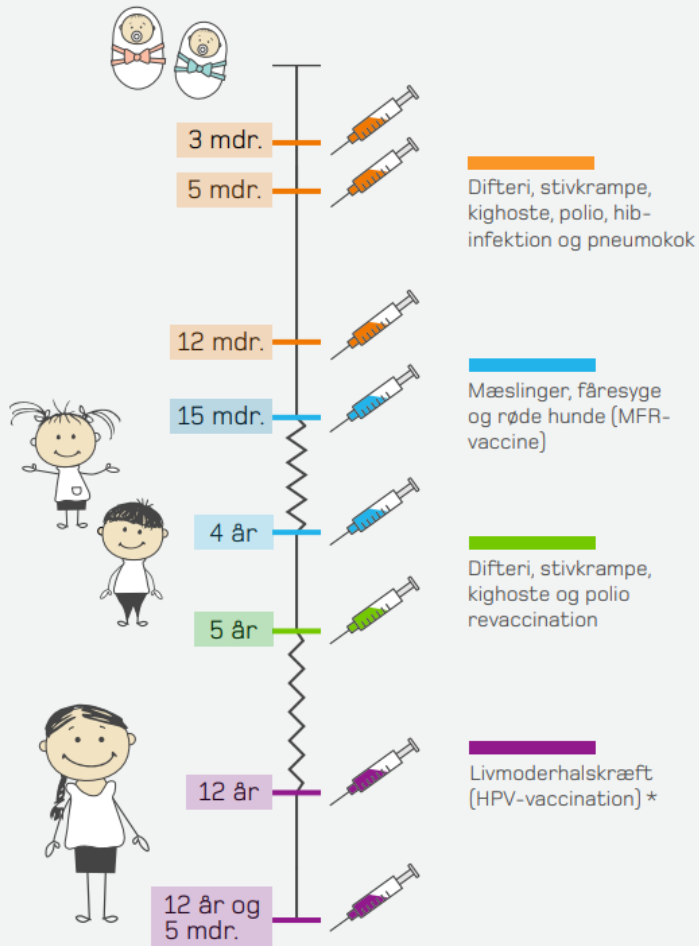 3 mdr.
5 mdr.
Difteri, stivkrampe,
kighoste, polio, hib-
infektion og pneumokok
12 mdr.
15 mdr.
Mæslinger, fåresyge
og røde hunde (MFR-
vaccine)
4 år
Difteri, stivkrampe,
kighoste og polio
revaccination
5 år
12 år
Livmoderhalskræft
(HPV-vaccination) *
12 år og
5 mdr.